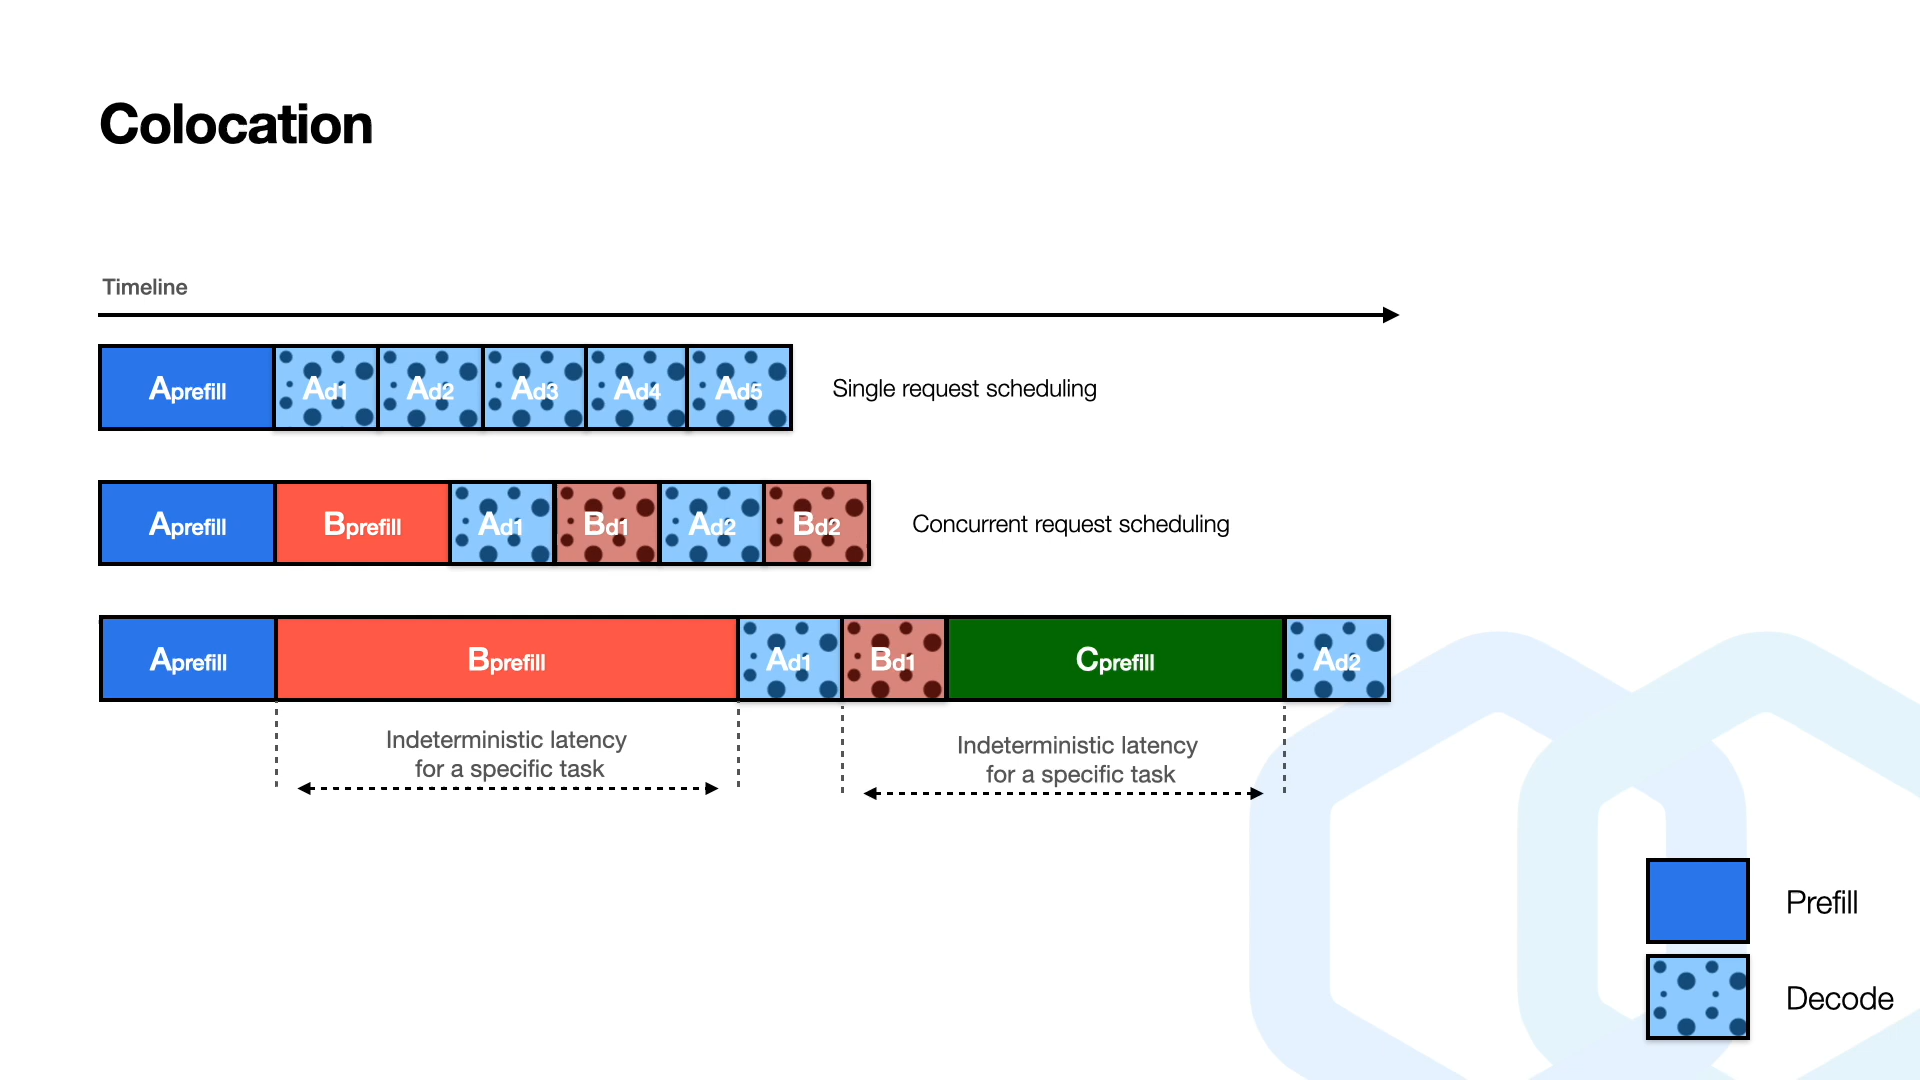 Colocation
Timeline
Aprefill Ad1 Ad2 Ad3 Ad4 Ad5 Single request scheduling
Aprefill Bprefill Ad1 Bd1 Ad2 Bd2 Concurrent request scheduling
Aprefill Bprefill Ad1 Bd1 Cprefill Ad2
Indeterministic latency
for a specific task
Indeterministic latency
for a specific task
Prefill
Decode